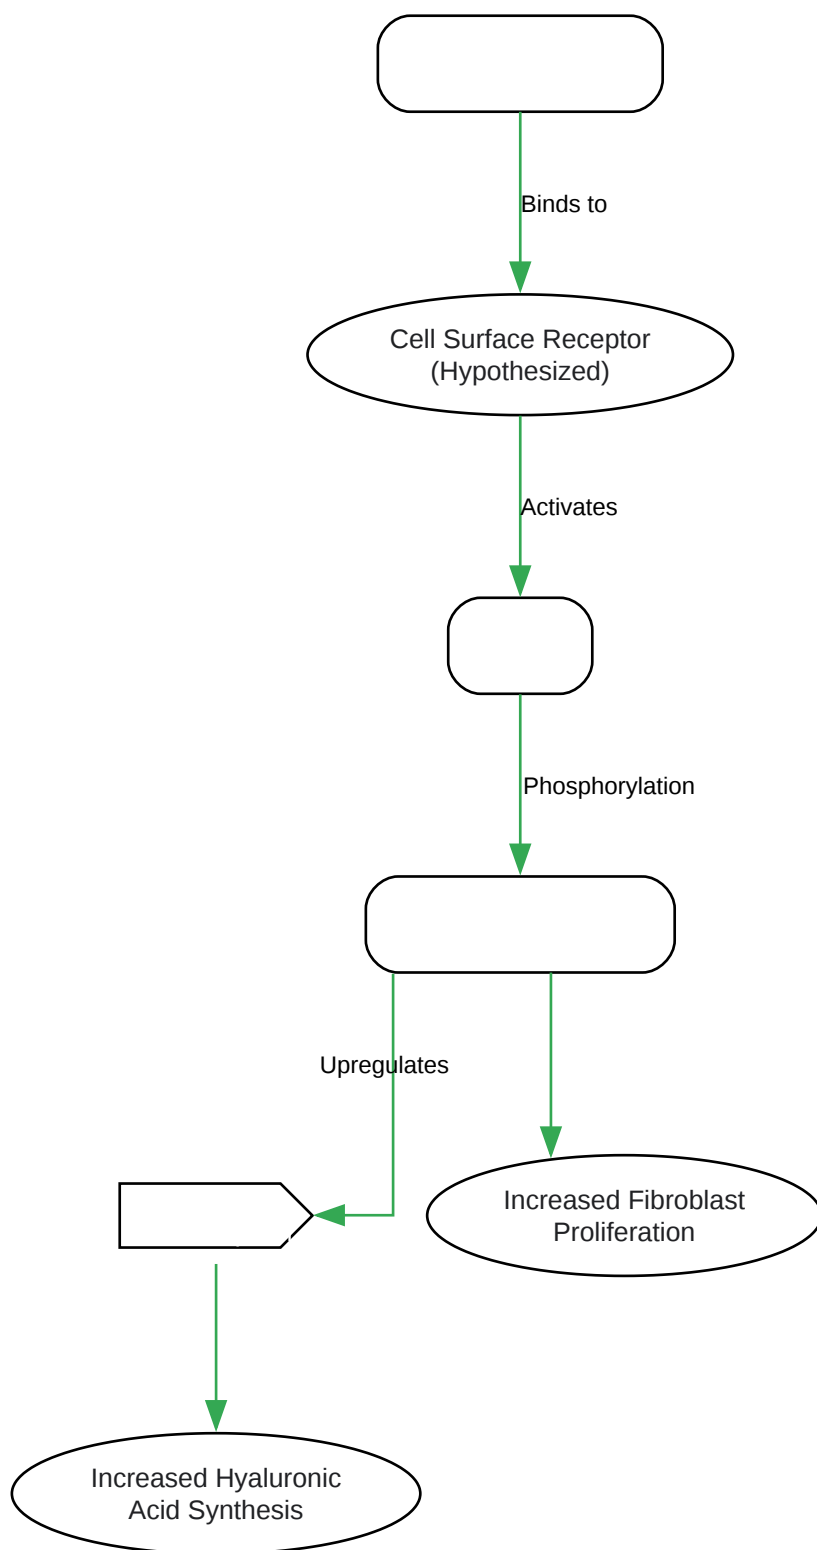 Binds to
Cell Surface Receptor
(Hypothesized)
Activates
Phosphorylation
Upregulates
Increased Fibroblast
Proliferation
Increased Hyaluronic
Acid Synthesis